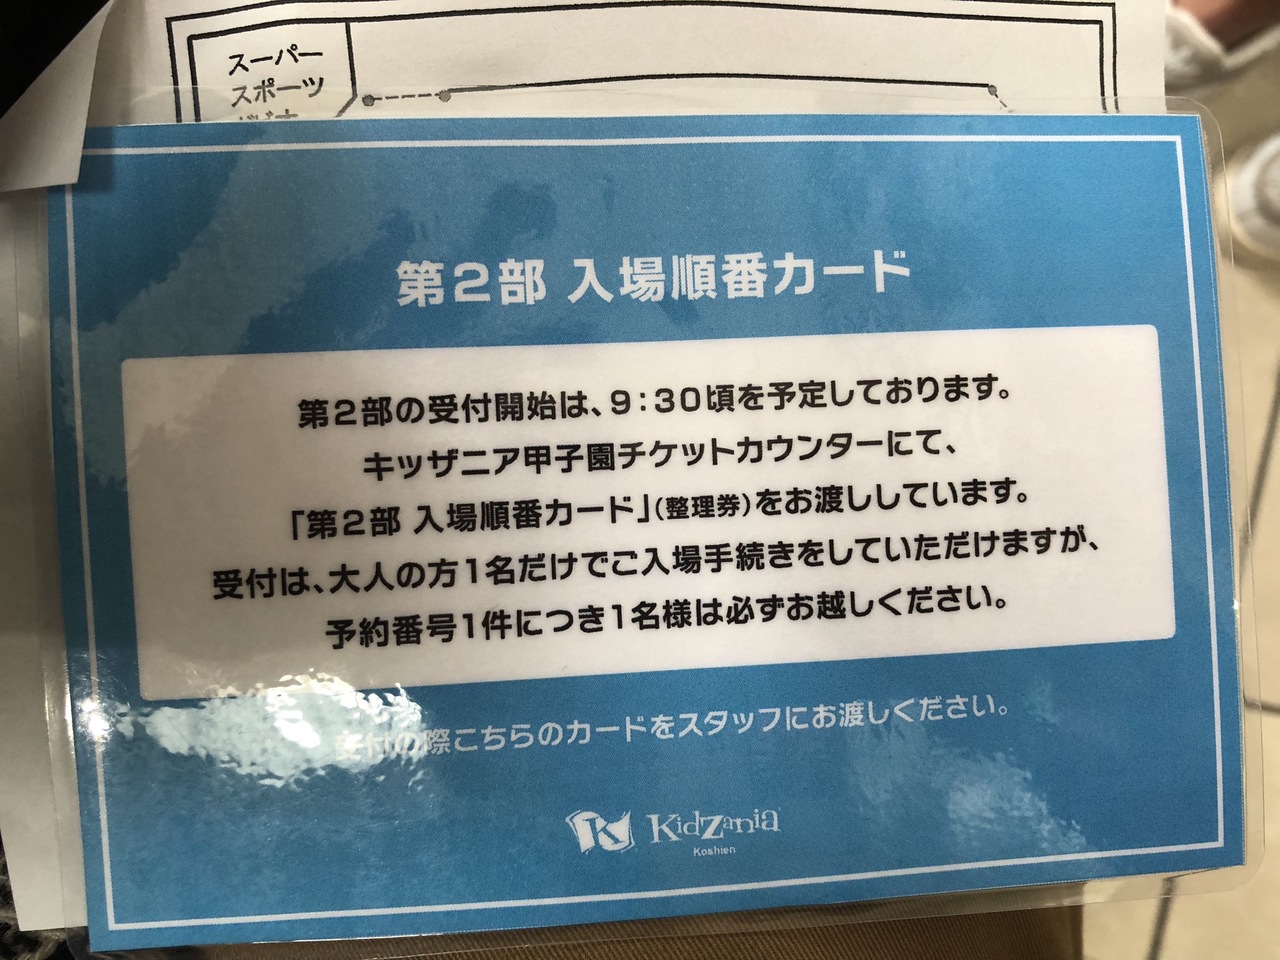 スーパー
スポーツ
第2部 入場順番カード
第2部の受付開始は、9:30頃を予定しております。
キッザニア甲子園チケットカウンターにて、
「第2部 入場順番カード」(整理券)をお渡ししています。
受付は、大人の方1名だけでご入場手続きをしていただけますが、
予約番号1件につき1名様は必ずお越しください。
受付の際こちらのカードをスタッフにお渡しください。
K KidZania
Koshien